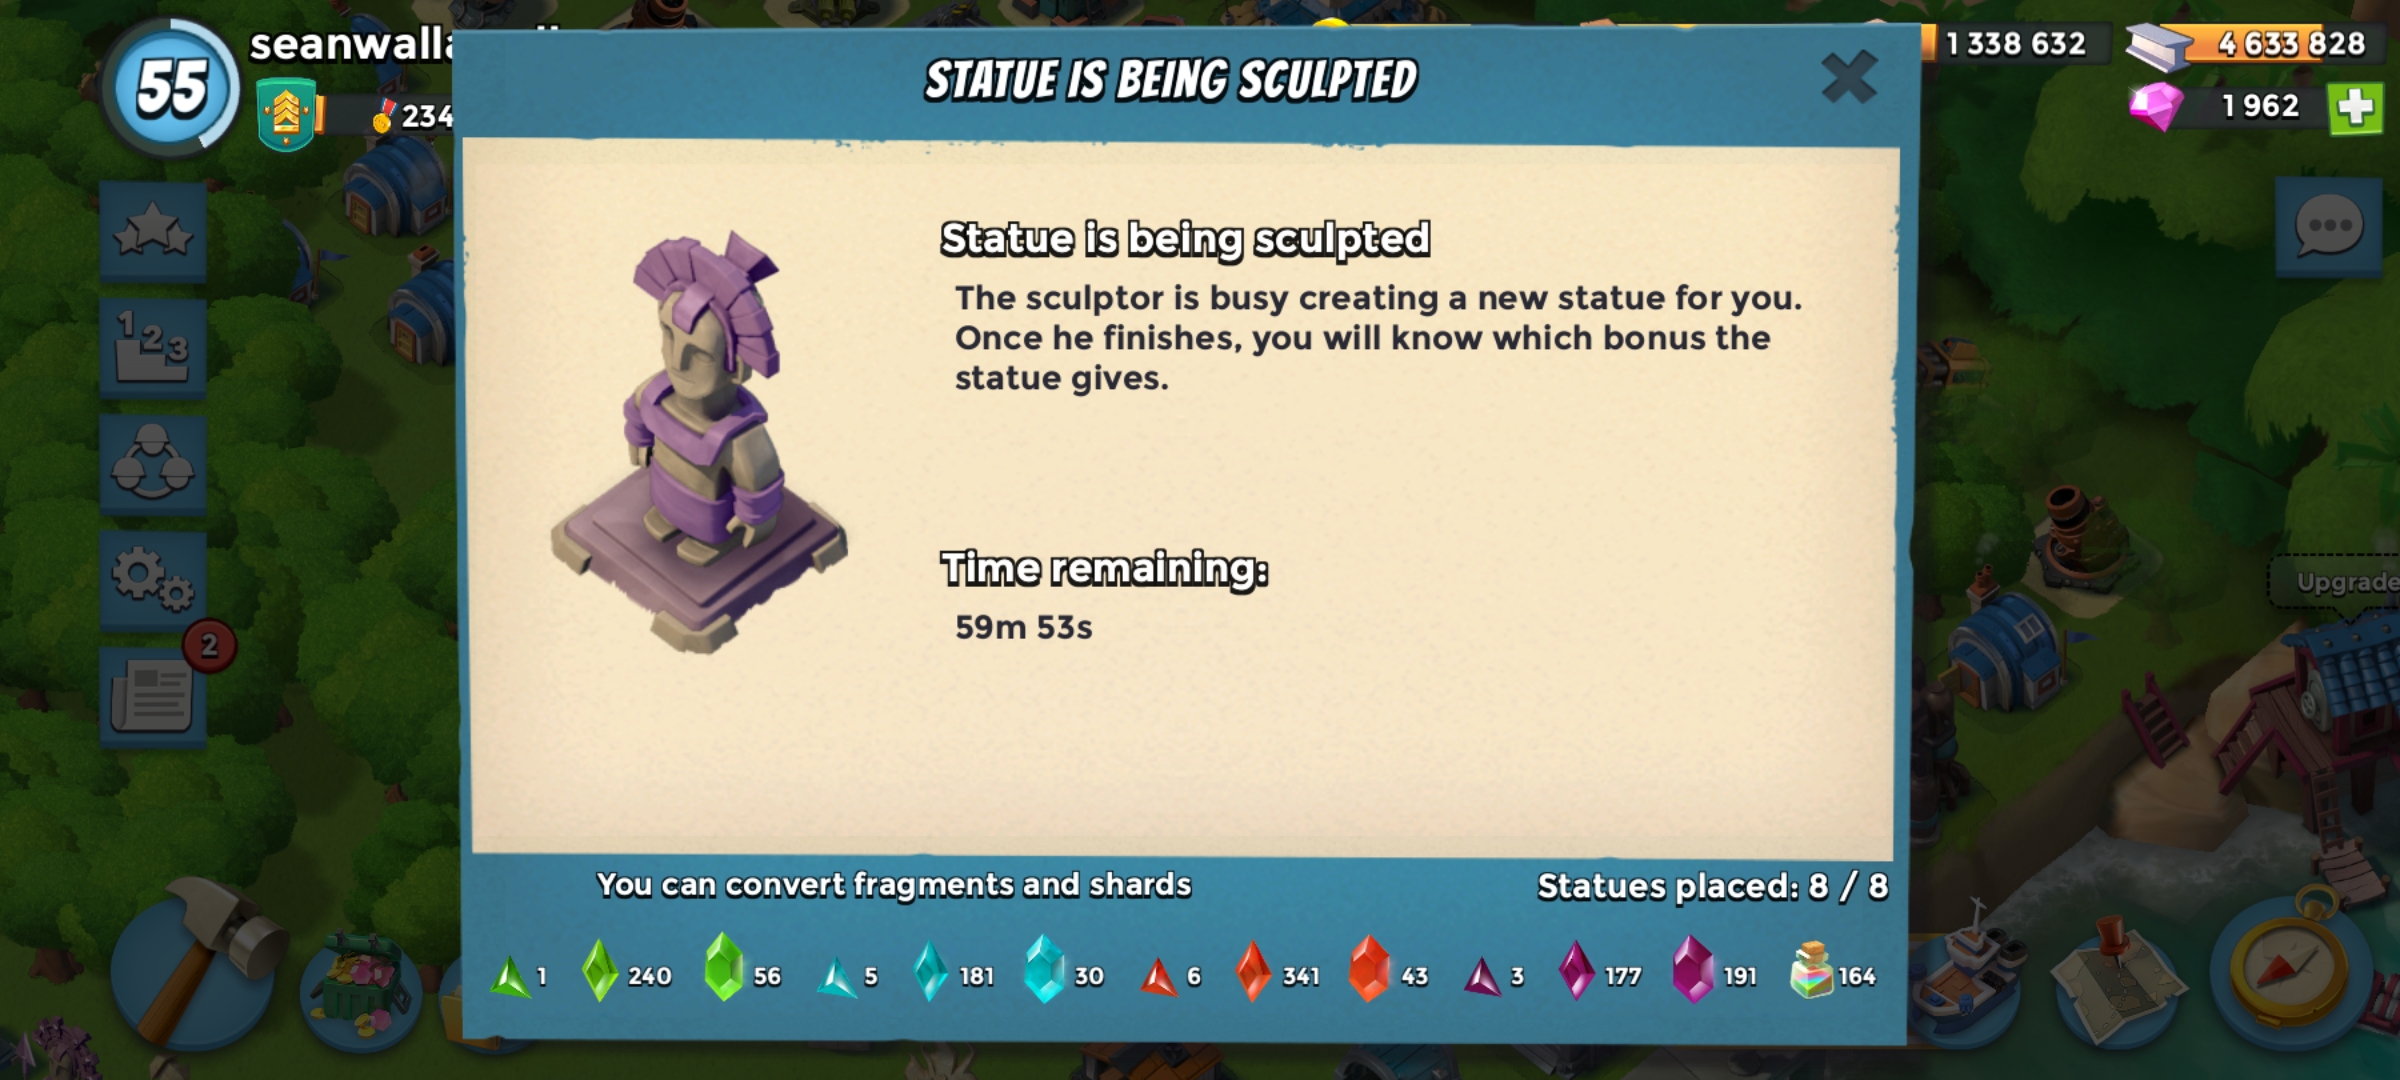 55
234
STATUE IS BEING SCULPTED
1 338 632
4 633 828
1 962
Statue is being sculpted
The sculptor is busy creating a new statue for you.
Once he finishes, you will know which bonus the
statue gives.
1 2 3
Time remaining:
59m 53s
Upgrade
2
You can convert fragments and shards
Statues placed: 8 / 8
1 240 56 5 181 30 6 341 43 3 177 191 164